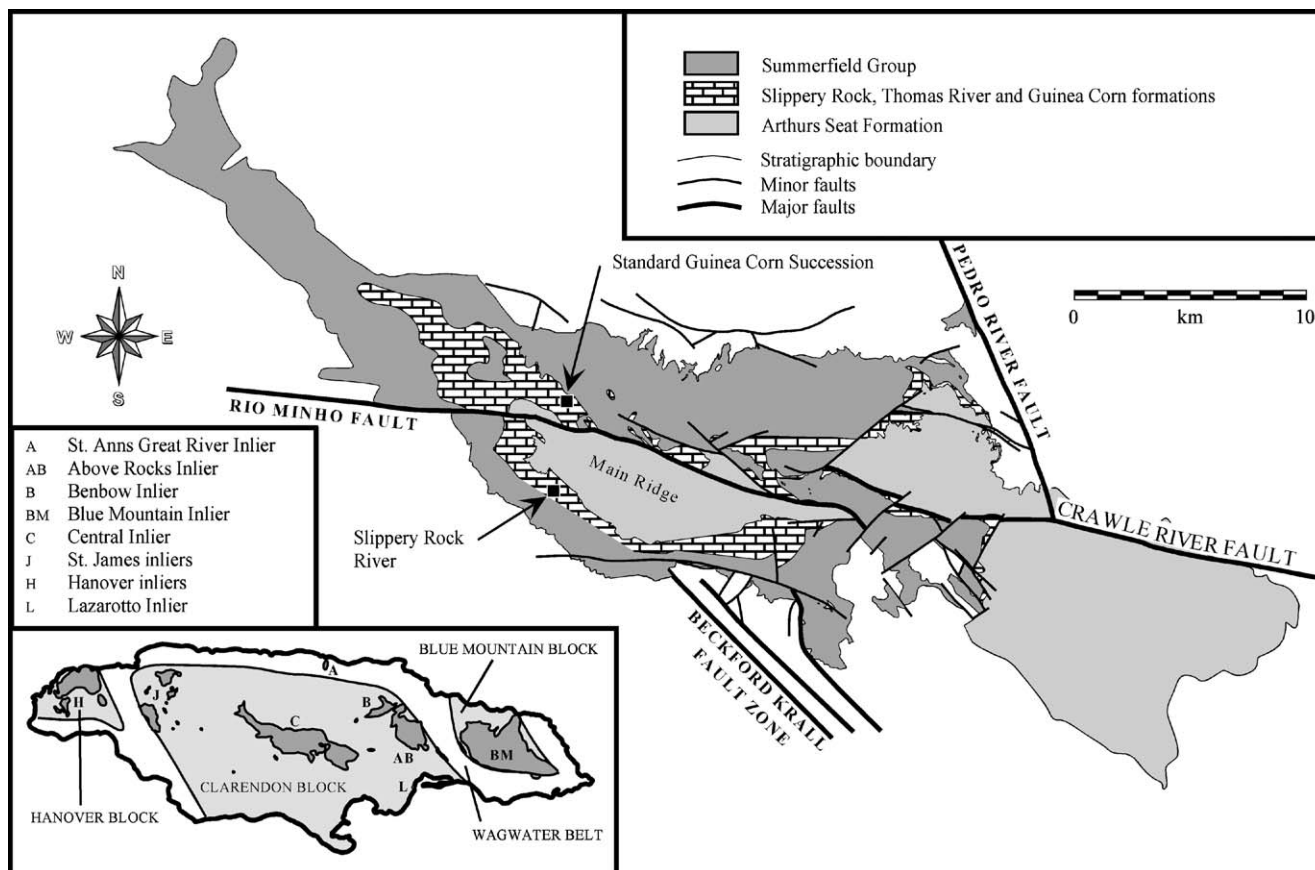 Summerfield Group
Slippery Rock, Thomas River and Guinea Corn formations
Arthurs Seat Formation
Stratigraphic boundary
Minor faults
Major faults
Standard Guinea Corn Succession
PEDRO RIVER FAULT
N
W E
S
0 km 10
RIO MINHO FAULT
Main Ridge
Slippery Rock
River
CRAWLE RIVER FAULT
BECKFORD KRALL
FAULT ZONE
A St. Anns Great River Inlier
AB Above Rocks Inlier
B Benbow Inlier
BM Blue Mountain Inlier
C Central Inlier
J St. James inliers
H Hanover inliers
L Lazarotto Inlier
BLUE MOUNTAIN BLOCK
A
J
H
B
C
AB
BM
L
CLARENDON BLOCK
HANOVER BLOCK
WAGWATER BELT